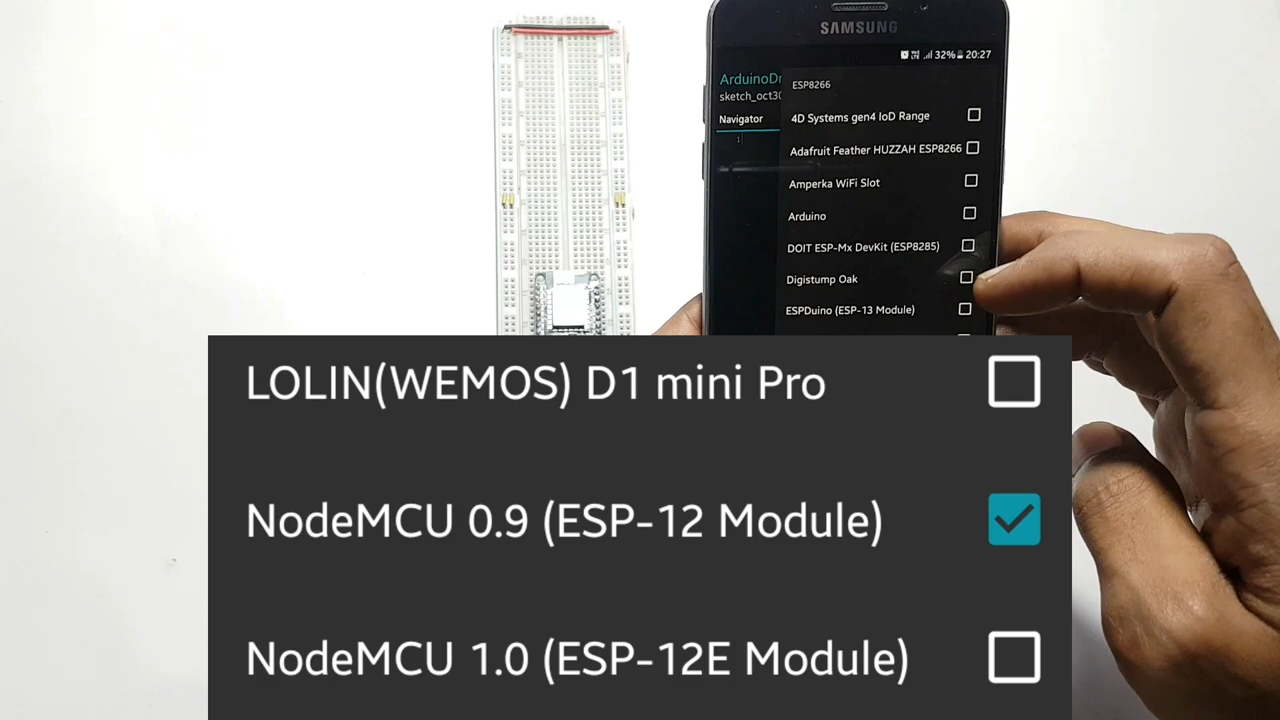 SAMSUNG
32% 20:27
ArduinoDr
sketch_oct30
Navigator
1
ESP8266
4D Systems gen4 IoD Range
Adafruit Feather HUZZAH ESP8266
Amperka WiFi Slot
Arduino
DOIT ESP-Mx DevKit (ESP8285)
Digistump Oak
ESPDuino (ESP-13 Module)
LOLIN(WEMOS) D1 mini Pro
NodeMCU 0.9 (ESP-12 Module)
NodeMCU 1.0 (ESP-12E Module)